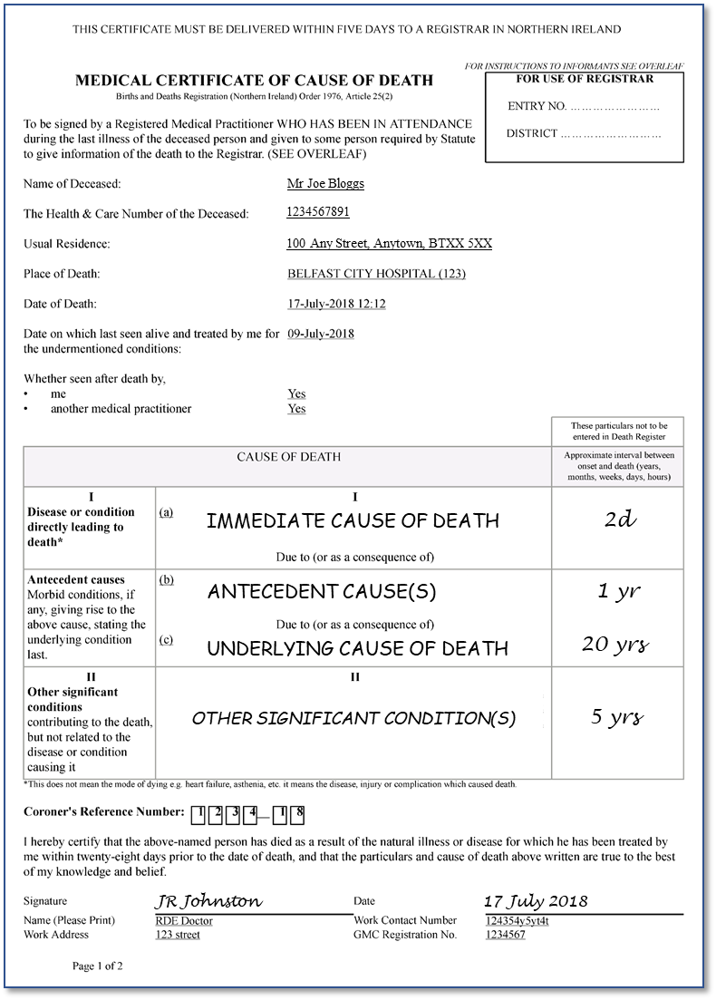 THIS CERTIFICATE MUST BE DELIVERED WITHIN FIVE DAYS TO A REGISTRAR IN NORTHERN IRELAND
FOR INSTRUCTIONS TO INFORMANTS SEE OVERLEAF
MEDICAL CERTIFICATE OF CAUSE OF DEATH
Births and Deaths Registration (Northern Ireland) Order 1976, Article 25(2)
FOR USE OF REGISTRAR
ENTRY NO. ……………………
DISTRICT ………………………
To be signed by a Registered Medical Practitioner WHO HAS BEEN IN ATTENDANCE
during the last illness of the deceased person and given to some person required by Statute
to give information of the death to the Registrar. (SEE OVERLEAF)
Name of Deceased: Mr Joe Bloggs
The Health & Care Number of the Deceased: 1234567891
Usual Residence: 100 Any Street, Anytown, BTXX 5XX
Place of Death: BELFAST CITY HOSPITAL (123)
Date of Death: 17-July-2018 12:12
Date on which last seen alive and treated by me for 09-July-2018
the undermentioned conditions:
Whether seen after death by,
• me Yes
• another medical practitioner Yes
These particulars not to be
entered in Death Register
CAUSE OF DEATH
Approximate interval between
onset and death (years,
months, weeks, days, hours)
I
Disease or condition
directly leading to
death*
I
(a) IMMEDIATE CAUSE OF DEATH 2d
Due to (or as a consequence of)
Antecedent causes
Morbid conditions, if
any, giving rise to the
above cause, stating the
underlying condition
last.
(b) ANTECEDENT CAUSE(S) 1 yr
Due to (or as a consequence of)
(c) UNDERLYING CAUSE OF DEATH 20 yrs
II
Other significant
conditions
contributing to the death,
but not related to the
disease or condition
causing it
II
OTHER SIGNIFICANT CONDITION(S) 5 yrs
*This does not mean the mode of dying e.g. heart failure, asthenia, etc. it means the disease, injury or complication which caused death.
Coroner's Reference Number: 1 2 3 4 — 1 8
I hereby certify that the above-named person has died as a result of the natural illness or disease for which he has been treated by
me within twenty-eight days prior to the date of death, and that the particulars and cause of death above written are true to the best
of my knowledge and belief.
Signature JR Johnston Date 17 July 2018
Name (Please Print) RDE Doctor Work Contact Number 124354y5yt4t
Work Address 123 street GMC Registration No. 1234567
Page 1 of 2